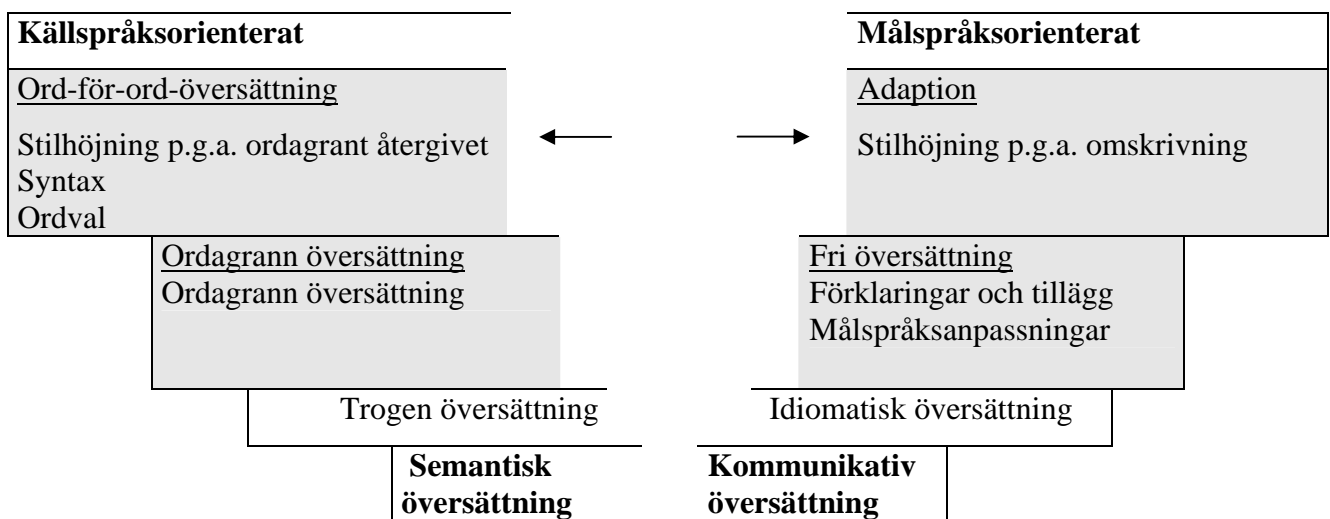 Källspråksorienterat
Målspråksorienterat
Ord-för-ord-översättning
Stilhöjning p.g.a. ordagrant återgivet
Syntax
Ordval
Adaption
Stilhöjning p.g.a. omskrivning
Ordagrann översättning
Ordagrann översättning
Fri översättning
Förklaringar och tillägg
Målspråksanpassningar
Trogen översättning
Idiomatisk översättning
Semantisk
översättning
Kommunikativ
översättning